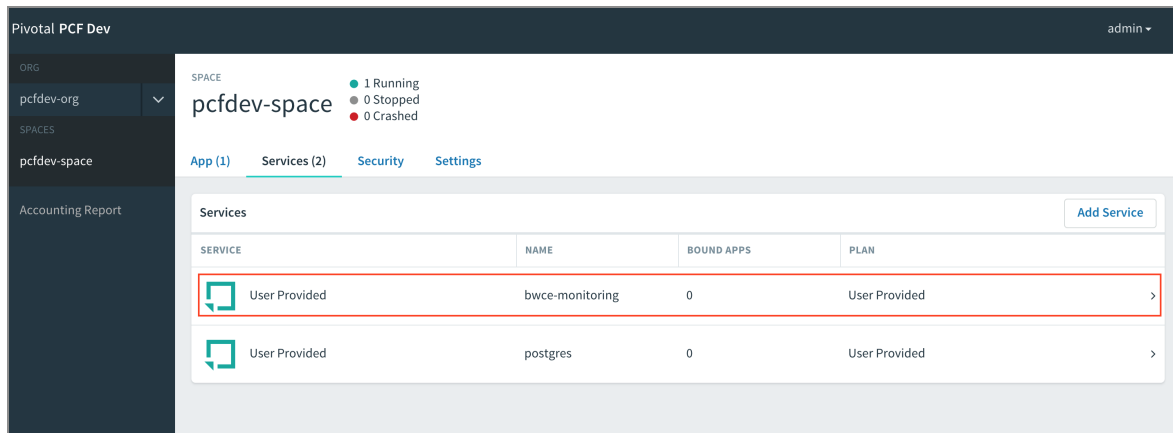 Pivotal PCF Dev
admin
ORG
pcfdev-org
SPACES
pcfdev-space
Accounting Report
SPACE
pcfdev-space
1 Running
0 Stopped
0 Crashed
App (1) Services (2) Security Settings
Services Add Service
SERVICE NAME BOUND APPS PLAN
User Provided bwce-monitoring 0 User Provided
User Provided postgres 0 User Provided